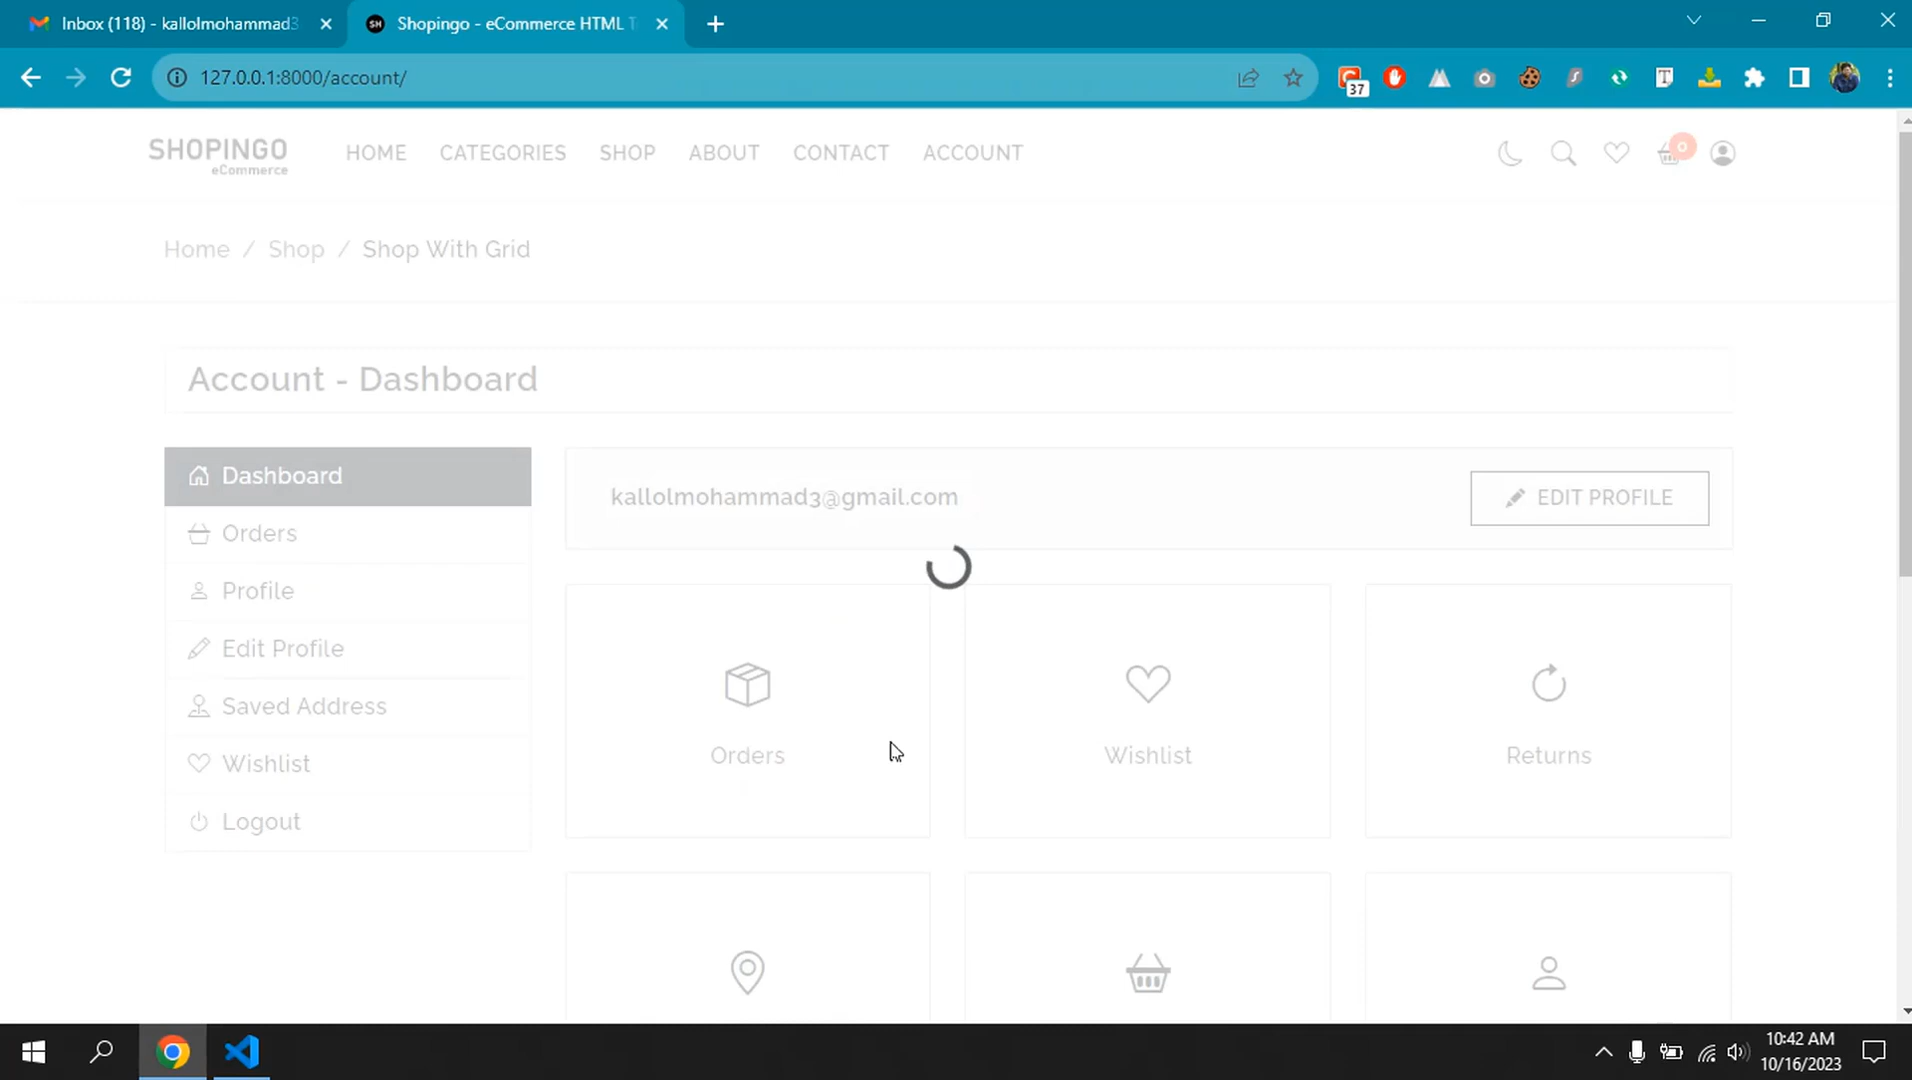 Inbox (118) - kallolmohammad3
Shopingo - eCommerce HTML T
127.0.0.1:8000/account/
37
SHOPINGO
eCommerce
HOME CATEGORIES SHOP ABOUT CONTACT ACCOUNT
0
Home / Shop / Shop With Grid
Account - Dashboard
Dashboard
Orders
Profile
Edit Profile
Saved Address
Wishlist
Logout
kallolmohammad3@gmail.com
EDIT PROFILE
Orders
Wishlist
Returns
10:42 AM
10/16/2023